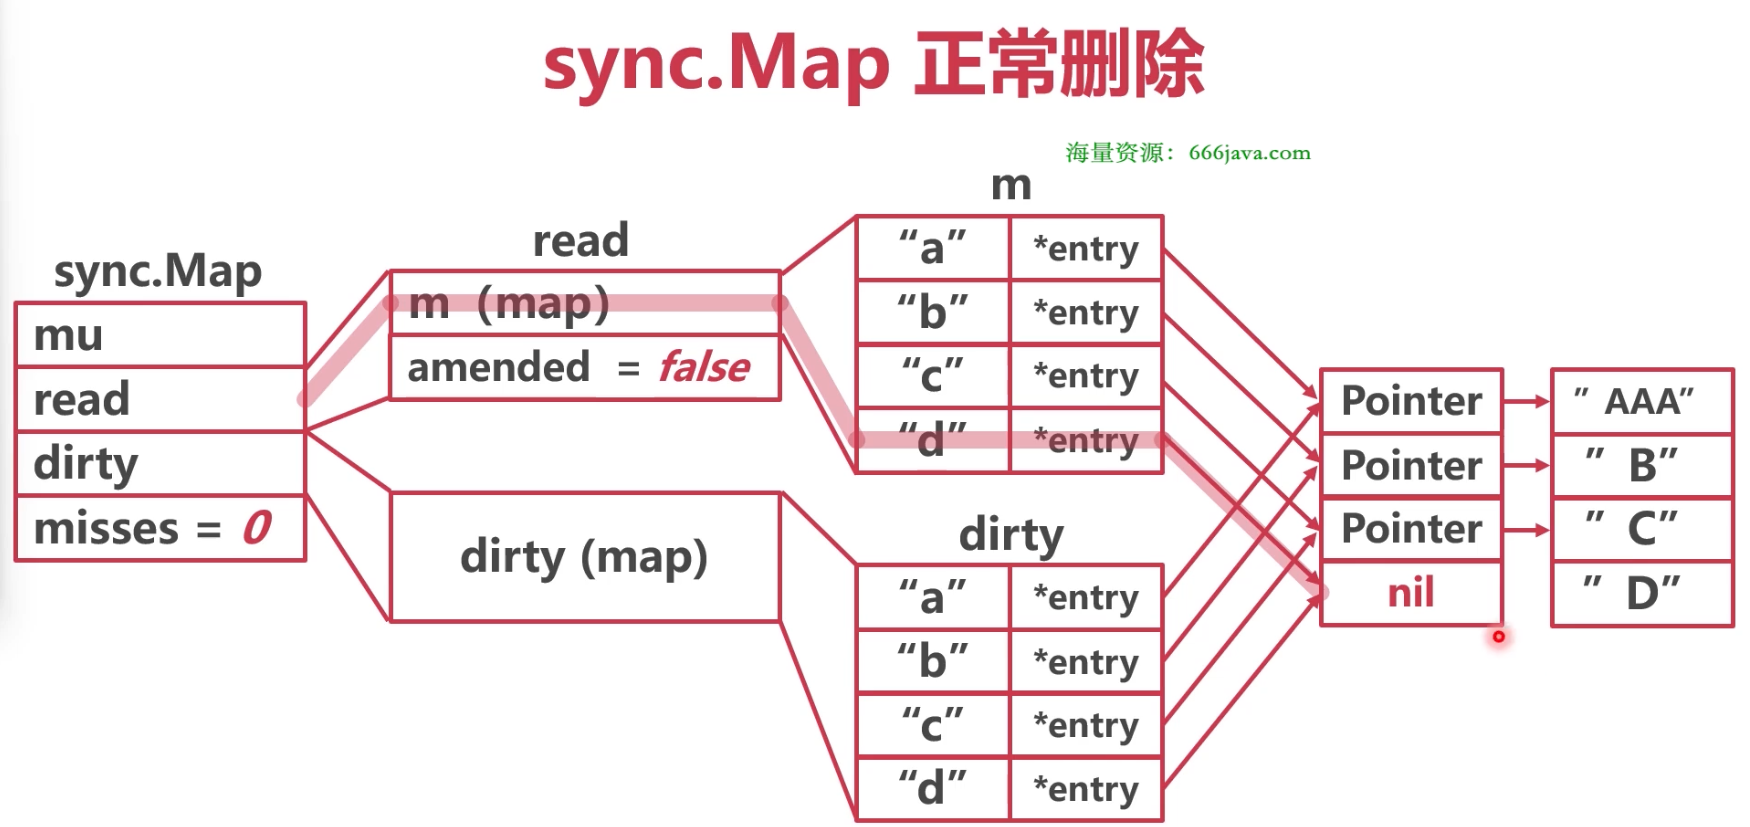 sync.Map 正常删除
海量资源：666java.com
sync.Map
mu
read
dirty
misses = 0
read
m (map)
amended = false
dirty (map)
m
“a” *entry
“b” *entry
“c” *entry
“d” *entry
dirty
“a” *entry
“b” *entry
“c” *entry
“d” *entry
Pointer ” AAA”
Pointer ” B”
Pointer ” C”
nil ” D”